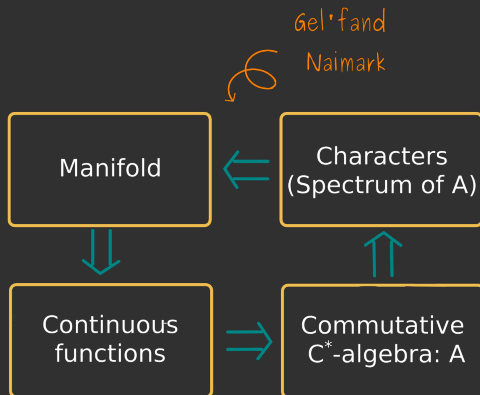 Gel'fand
Naimark
Manifold
Characters
(Spectrum of A)
Continuous
functions
Commutative
C*-algebra: A